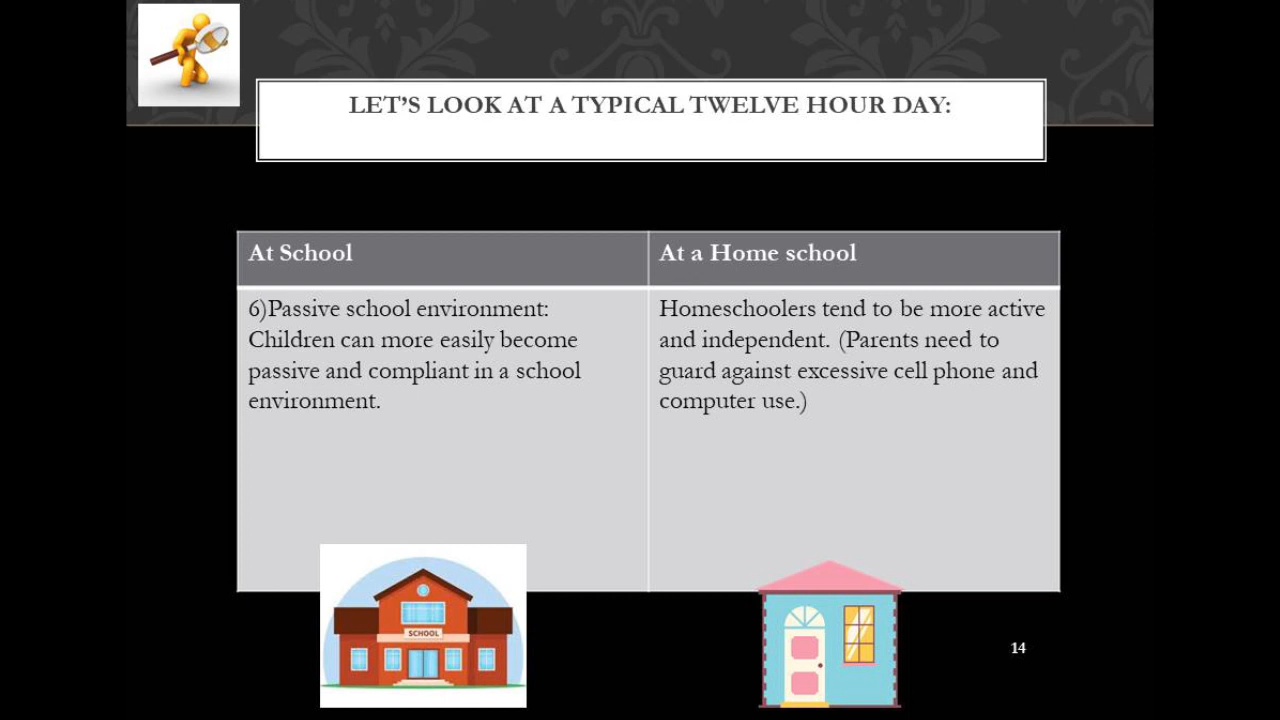 LET'S LOOK AT A TYPICAL TWELVE HOUR DAY:
At School
At a Home school
6)Passive school environment:
Children can more easily become
passive and compliant in a school
environment.
Homeschoolers tend to be more active
and independent. (Parents need to
guard against excessive cell phone and
computer use.)
SCHOOL
14